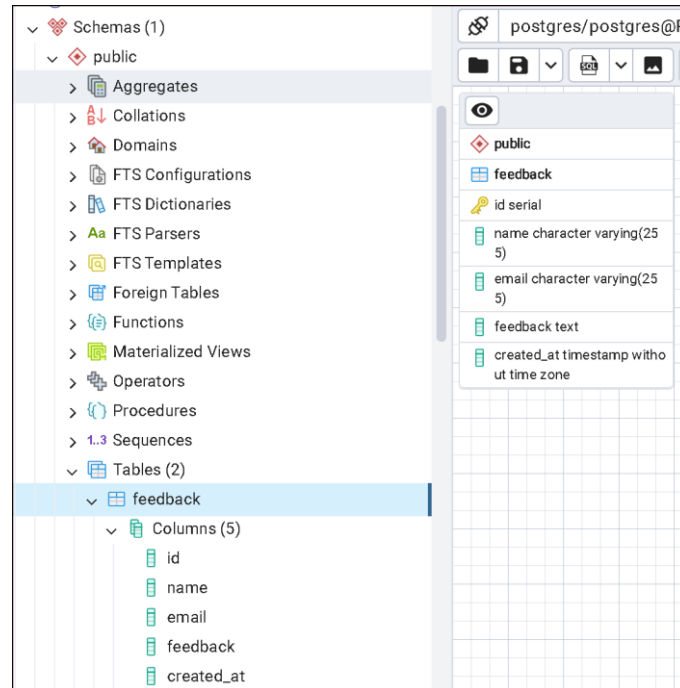 Schemas (1)
public
Aggregates
Collations
Domains
FTS Configurations
FTS Dictionaries
Aa FTS Parsers
FTS Templates
Foreign Tables
Functions
Materialized Views
Operators
Procedures
1..3 Sequences
Tables (2)
feedback
Columns (5)
id
name
email
feedback
created_at
postgres/postgres@
SQL
public
feedback
id serial
name character varying(25
5)
email character varying(25
5)
feedback text
created_at timestamp witho
ut time zone